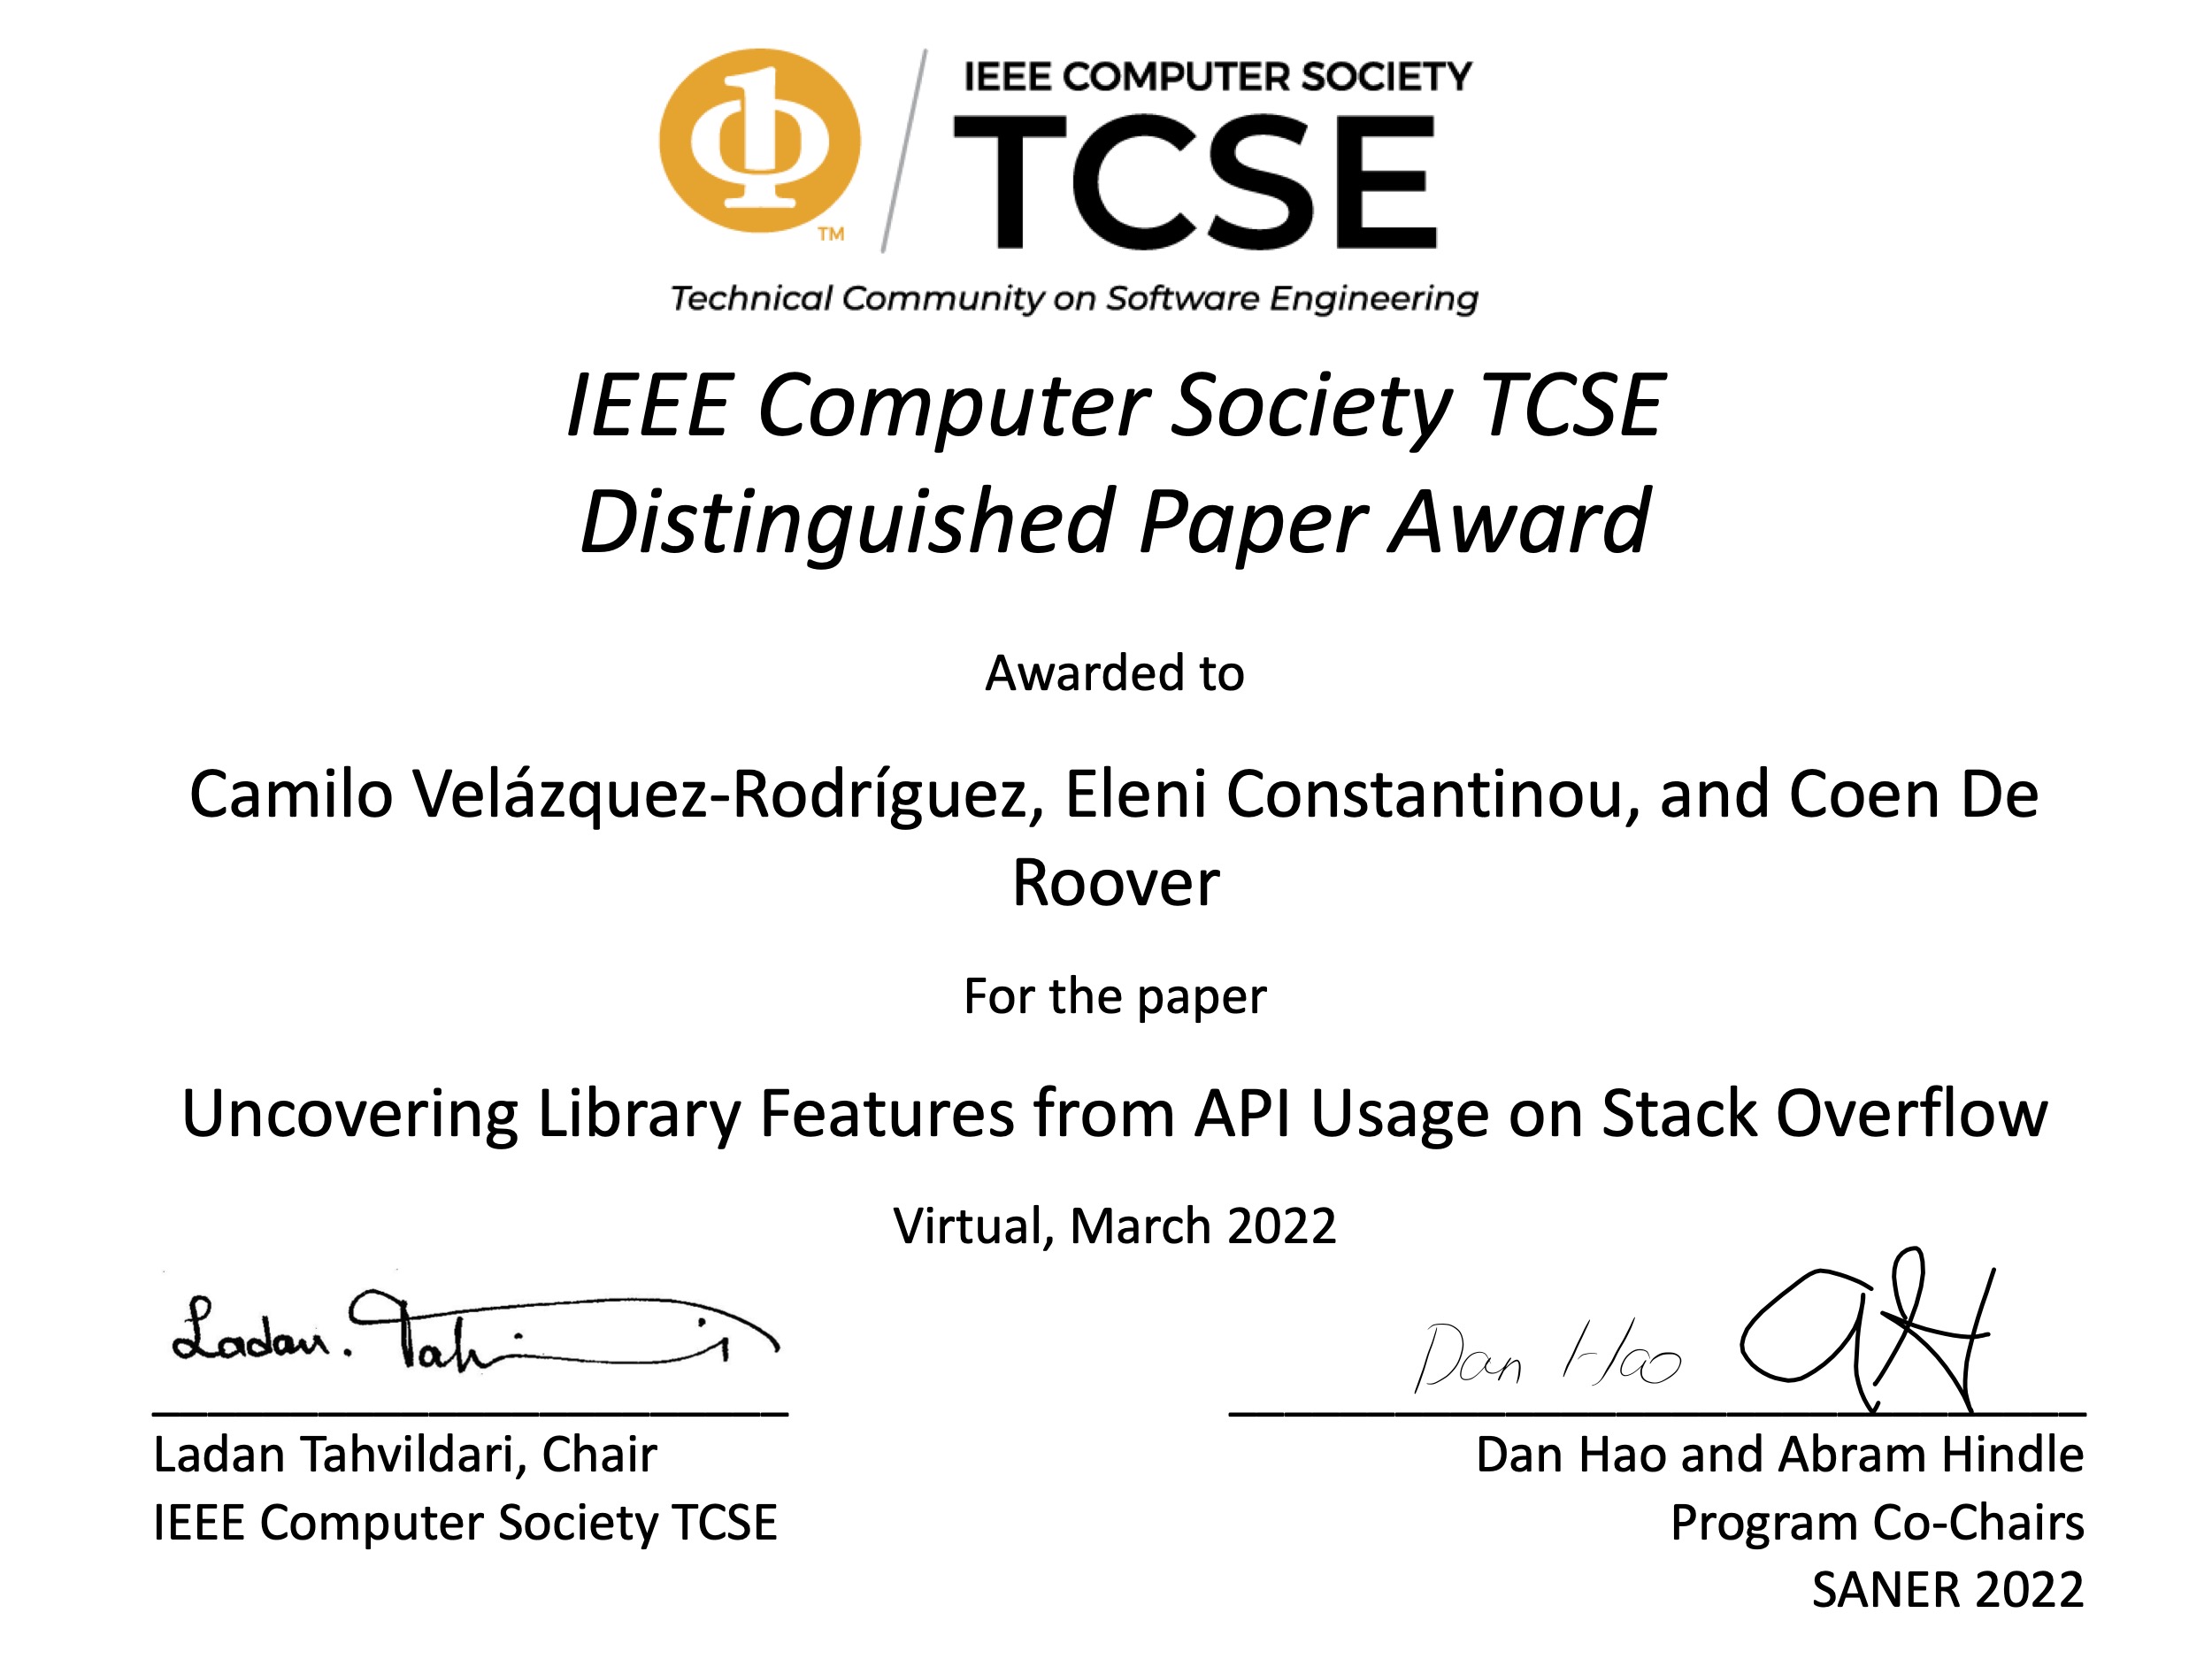 IEEE COMPUTER SOCIETY
TCSE
TM
Technical Community on Software Engineering
IEEE Computer Society TCSE
Distinguished Paper Award
Awarded to
Camilo Velázquez-Rodríguez, Eleni Constantinou, and Coen De
Roover
For the paper
Uncovering Library Features from API Usage on Stack Overflow
Virtual, March 2022
Ladan. Tah
Dan Hao AH
Ladan Tahvildari, Chair
IEEE Computer Society TCSE
Dan Hao and Abram Hindle
Program Co-Chairs
SANER 2022